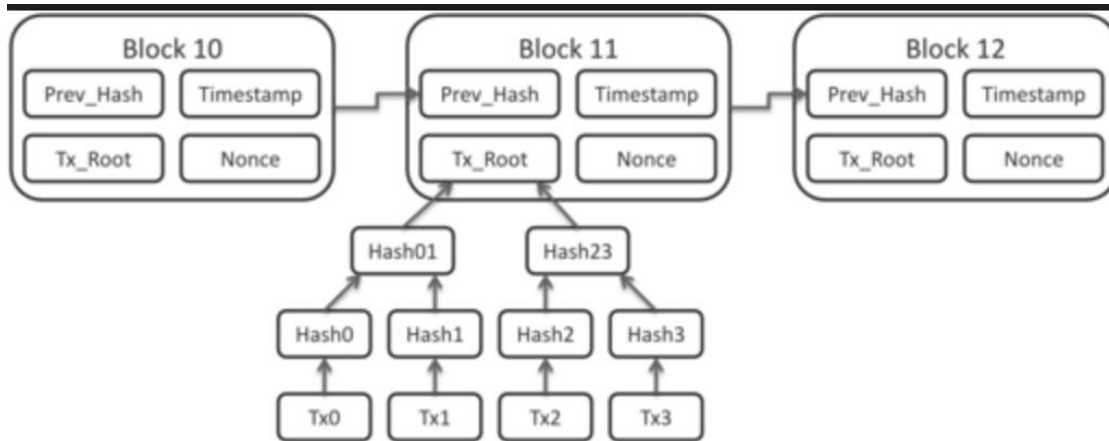 Block 10
Block 11
Block 12
Prev_Hash
Timestamp
Prev_Hash
Timestamp
Prev_Hash
Timestamp
Tx_Root
Nonce
Tx_Root
Nonce
Tx_Root
Nonce
Hash01
Hash23
Hash0
Hash1
Hash2
Hash3
Tx0
Tx1
Tx2
Tx3